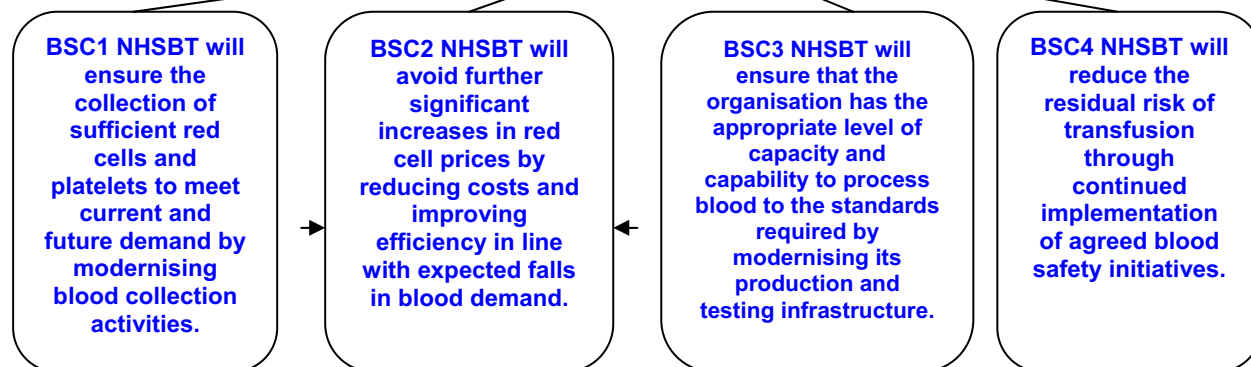 BSC1 NHSBT will
ensure the
collection of
sufficient red
cells and
platelets to meet
current and
future demand by
modernising
blood collection
activities.
BSC2 NHSBT will
avoid further
significant
increases in red
cell prices by
reducing costs and
improving
efficiency in line
with expected falls
in blood demand.
BSC3 NHSBT will
ensure that the
organisation has the
appropriate level of
capacity and
capability to process
blood to the standards
required by
modernising its
production and
testing infrastructure.
BSC4 NHSBT will
reduce the
residual risk of
transfusion
through
continued
implementation
of agreed blood
safety initiatives.